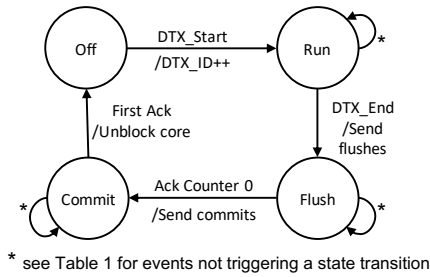 Off
DTX_Start
/DTX_ID++
Run
*
First Ack
/Unblock core
DTX_End
/Send
flushes
Commit
*
Ack Counter 0
/Send commits
Flush
*
* see Table 1 for events not triggering a state transition